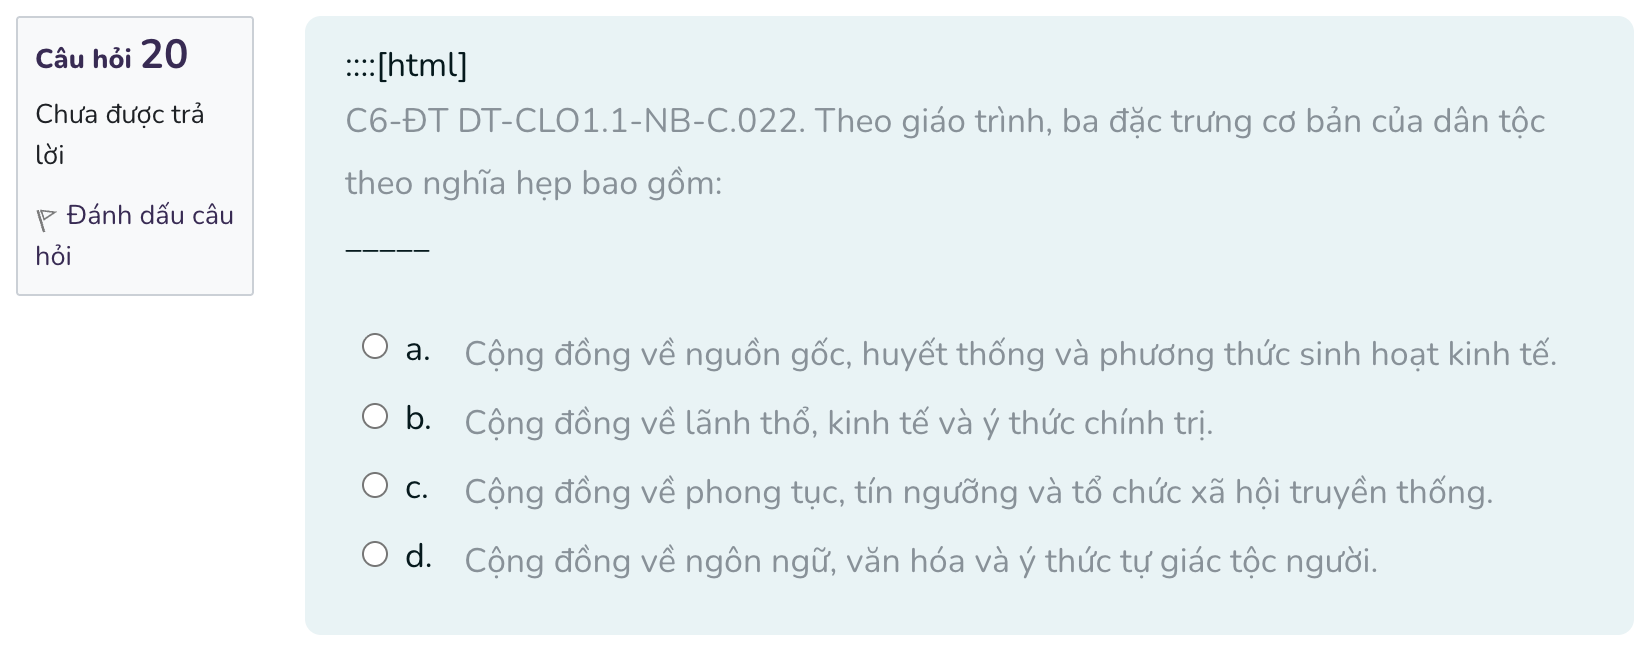 Câu hỏi 20
Chưa được trả
lời
Đánh dấu câu
hỏi
::::[html]
C6-ĐT DT-CLO1.1-NB-C.022. Theo giáo trình, ba đặc trưng cơ bản của dân tộc
theo nghĩa hẹp bao gồm:
_____
a. Cộng đồng về nguồn gốc, huyết thống và phương thức sinh hoạt kinh tế.
b. Cộng đồng về lãnh thổ, kinh tế và ý thức chính trị.
c. Cộng đồng về phong tục, tín ngưỡng và tổ chức xã hội truyền thống.
d. Cộng đồng về ngôn ngữ, văn hóa và ý thức tự giác tộc người.